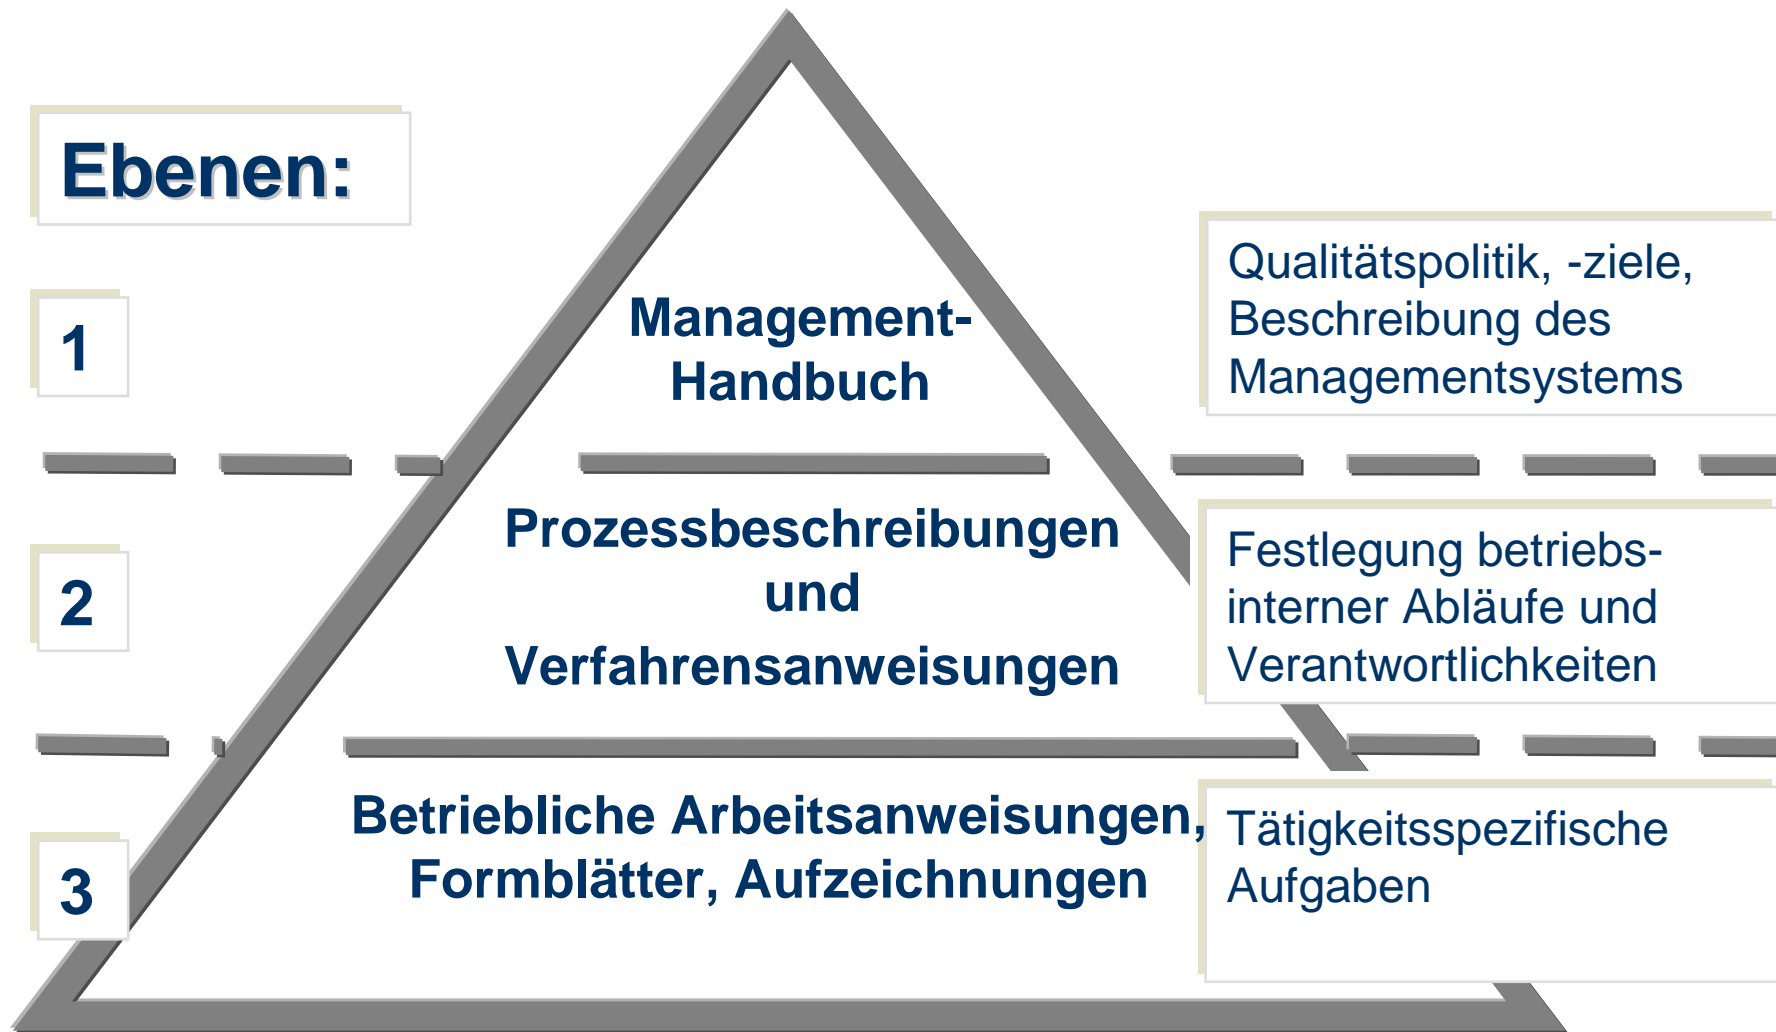 Ebenen:
1
Management-
Handbuch
Qualitätspolitik, -ziele,
Beschreibung des
Managementsystems
2
Prozessbeschreibungen
und
Verfahrensanweisungen
Festlegung betriebs-
interner Abläufe und
Verantwortlichkeiten
3
Betriebliche Arbeitsanweisungen,
Formblätter, Aufzeichnungen
Tätigkeitsspezifische
Aufgaben